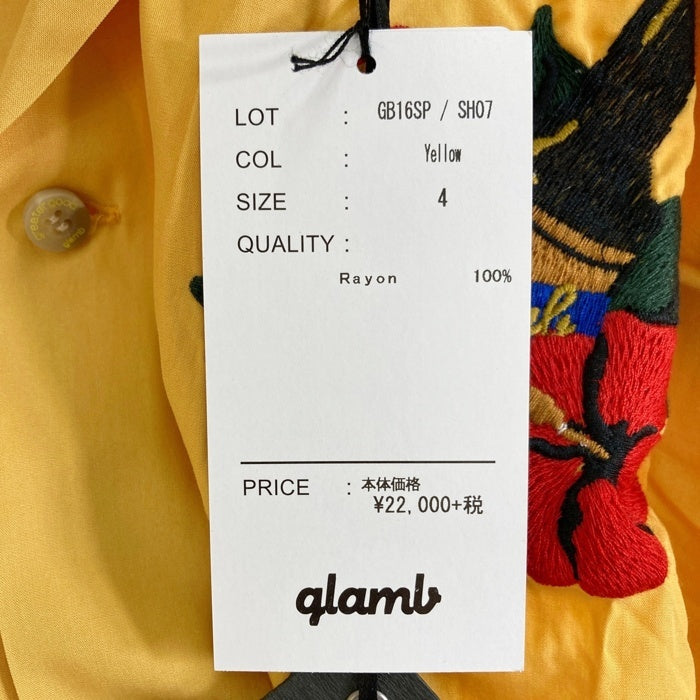 LOT : GB16SP / SH07
COL : Yellow
SIZE : 4
QUALITY :
Rayon 100%
PRICE : 本体価格
¥22,000+税
glamb
glamb